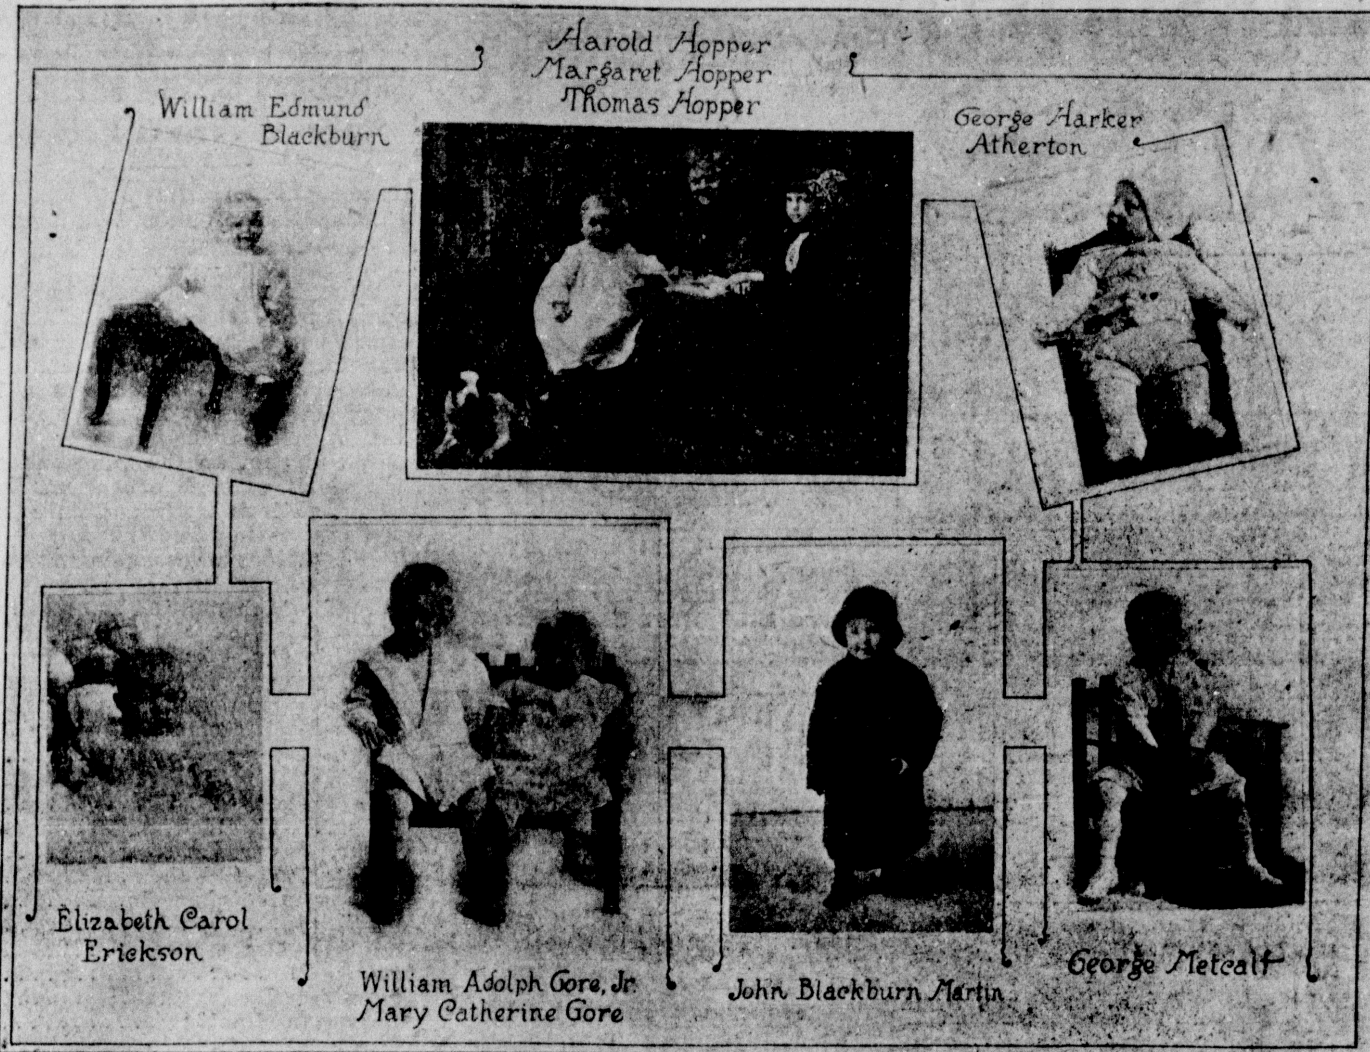 Harold Hopper
Margaret Hopper
Thomas Hopper
William Edmund
Blackburn
George Harker
Atherton
Elizabeth Carol
Erickson
William Adolph Gore, Jr.
Mary Catherine Gore
John Blackburn Martin
George Metcalf